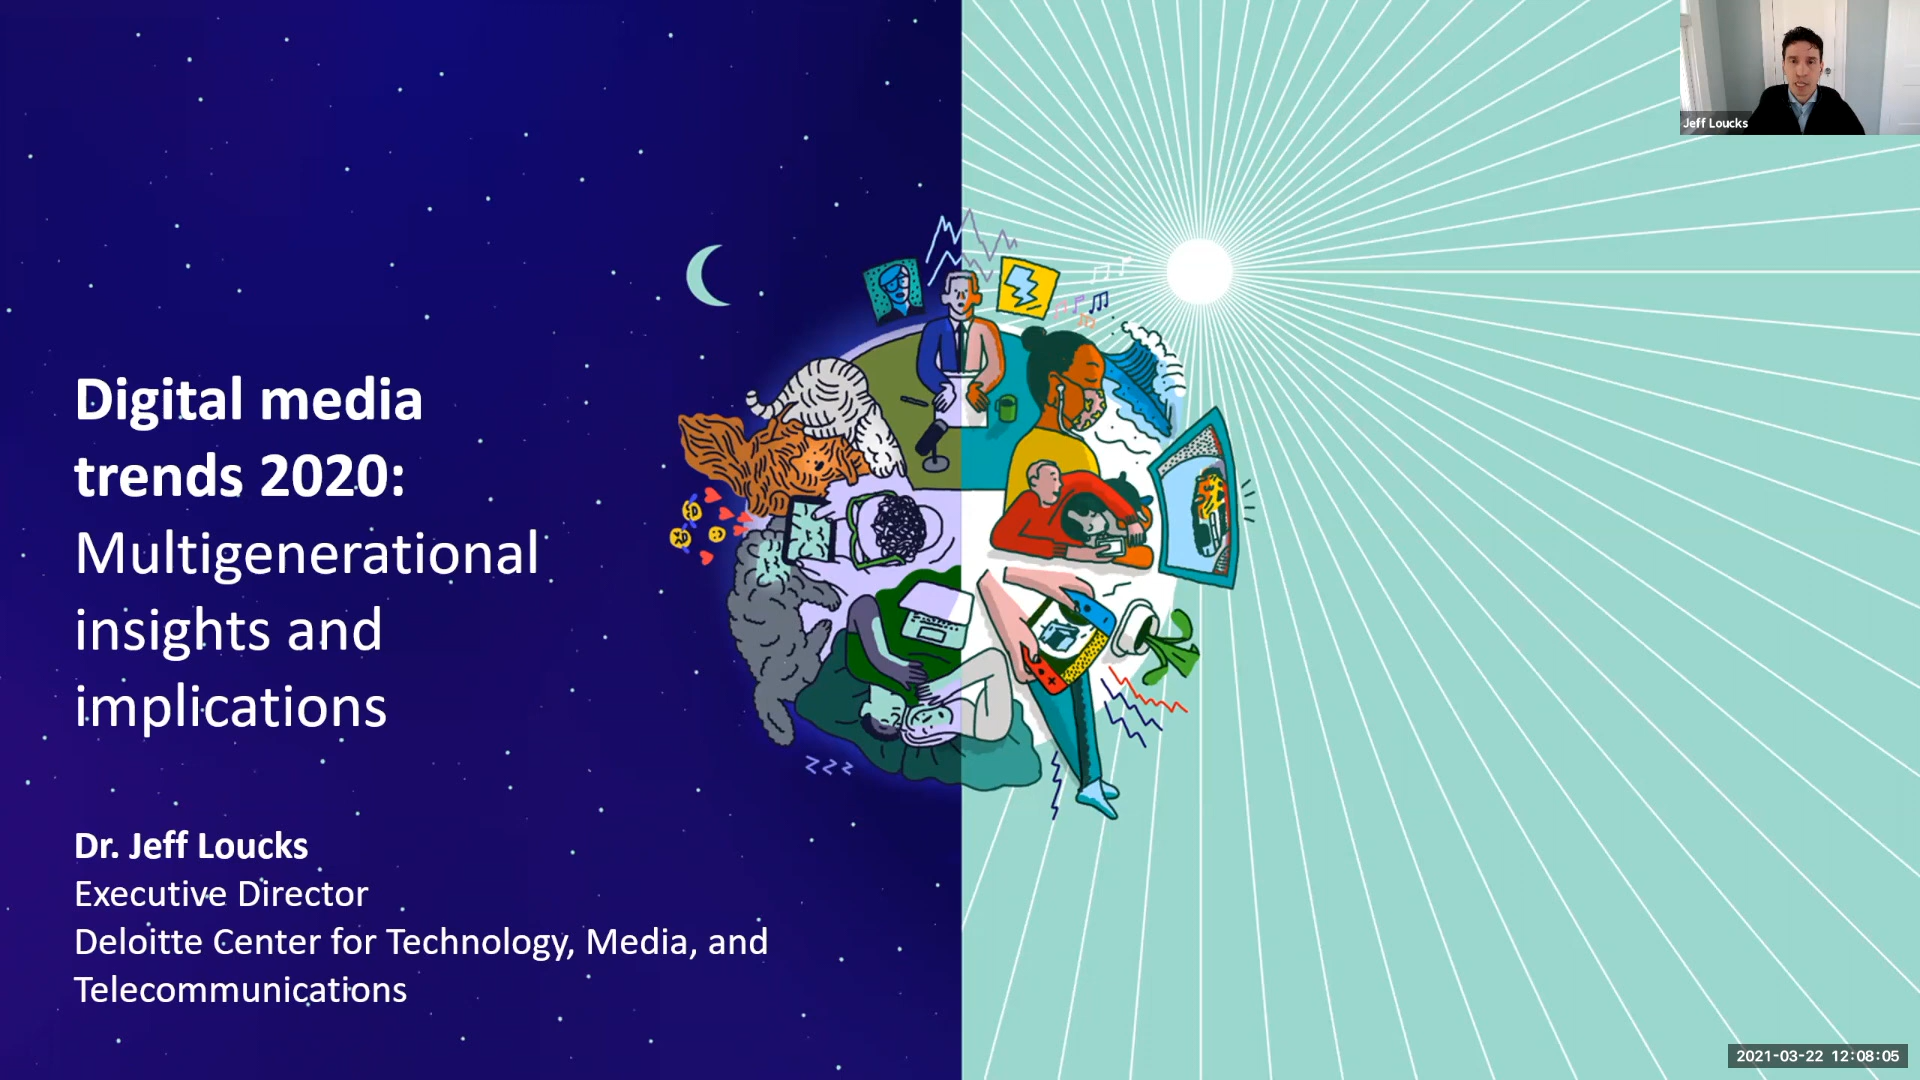 Jeff Loucks
Digital media
trends 2020:
Multigenerational
insights and
implications
zzz
Dr. Jeff Loucks
Executive Director
Deloitte Center for Technology, Media, and
Telecommunications
2021-03-22 12:08:05